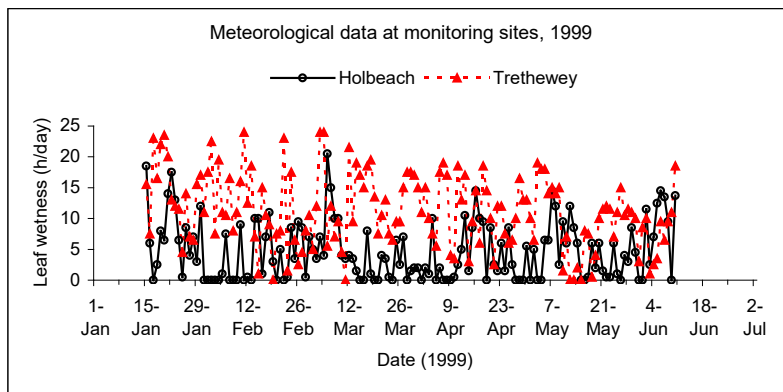 Meteorological data at monitoring sites, 1999
Holbeach Trethewey
Leaf wetness (h/day)
25
20
15
10
5
0
1- 15- 29- 12- 26- 12- 26- 9- 23- 7- 21- 4- 18- 2-
Jan Jan Jan Feb Feb Mar Mar Apr Apr May May Jun Jun Jul
Date (1999)